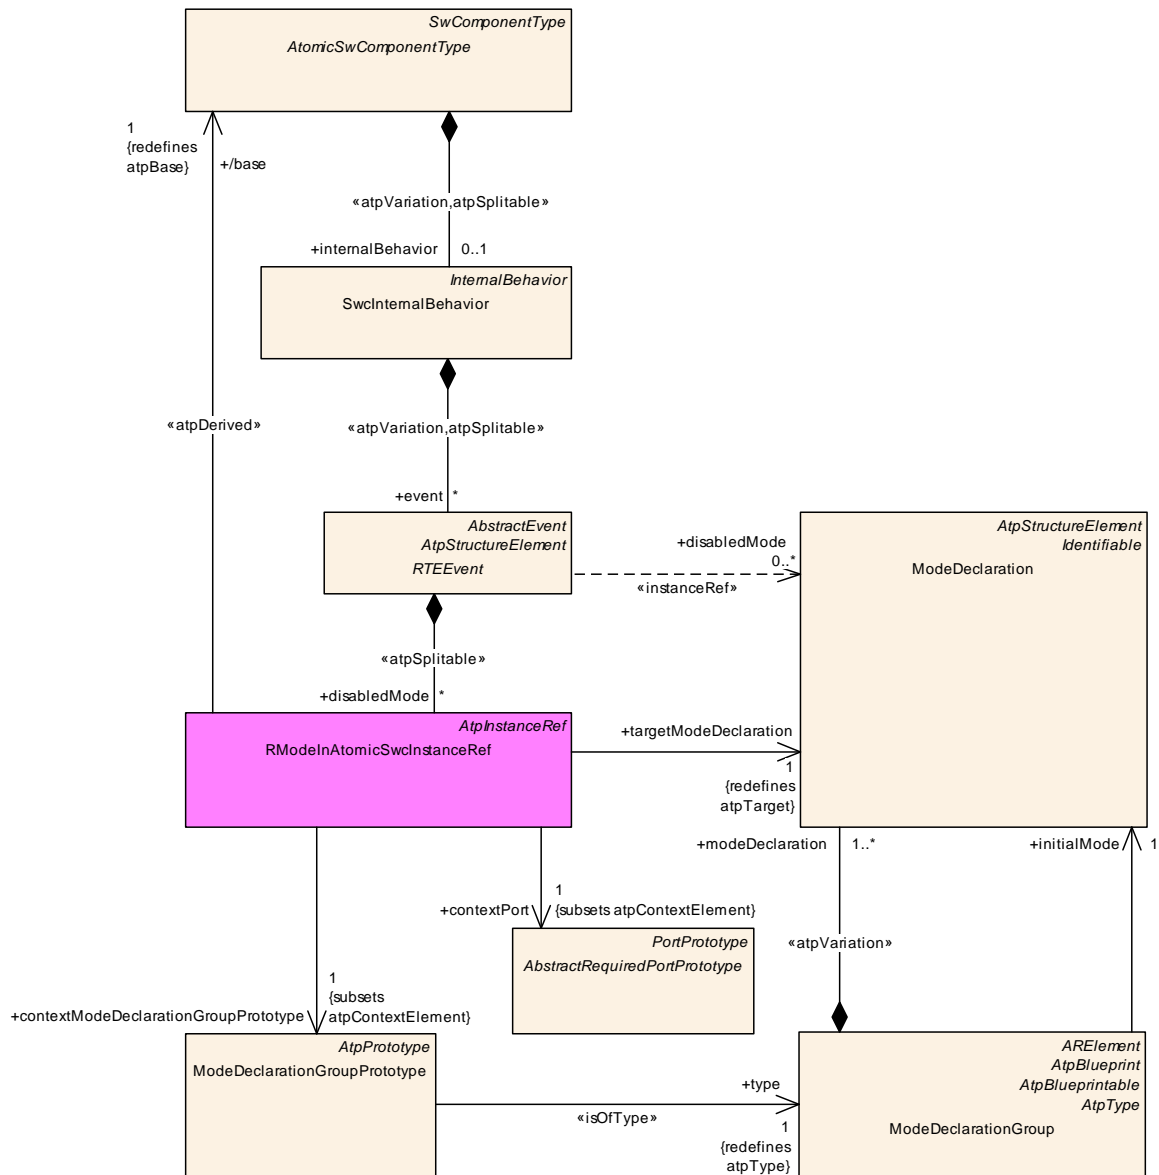 SwComponentType
AtomicSwComponentType
1
{redefines
atpBase}
+/base
«atpVariation,atpSplitable»
+internalBehavior 0..1
InternalBehavior
SwcInternalBehavior
«atpDerived»
«atpVariation,atpSplitable»
+event *
AbstractEvent
AtpStructureElement
RTEEvent
+disabledMode
0..*
«instanceRef»
AtpStructureElement
Identifiable
ModeDeclaration
«atpSplitable»
+disabledMode *
AtpInstanceRef
RModeInAtomicSwcInstanceRef
+targetModeDeclaration
1
{redefines
atpTarget}
+modeDeclaration 1..*
+initialMode 1
1
+contextPort {subsets atpContextElement}
PortPrototype
AbstractRequiredPortPrototype
«atpVariation»
1
{subsets
+contextModeDeclarationGroupPrototype atpContextElement}
AtpPrototype
ModeDeclarationGroupPrototype
+type
«isOfType»
1
{redefines
atpType}
ARElement
AtpBlueprint
AtpBlueprintable
AtpType
ModeDeclarationGroup